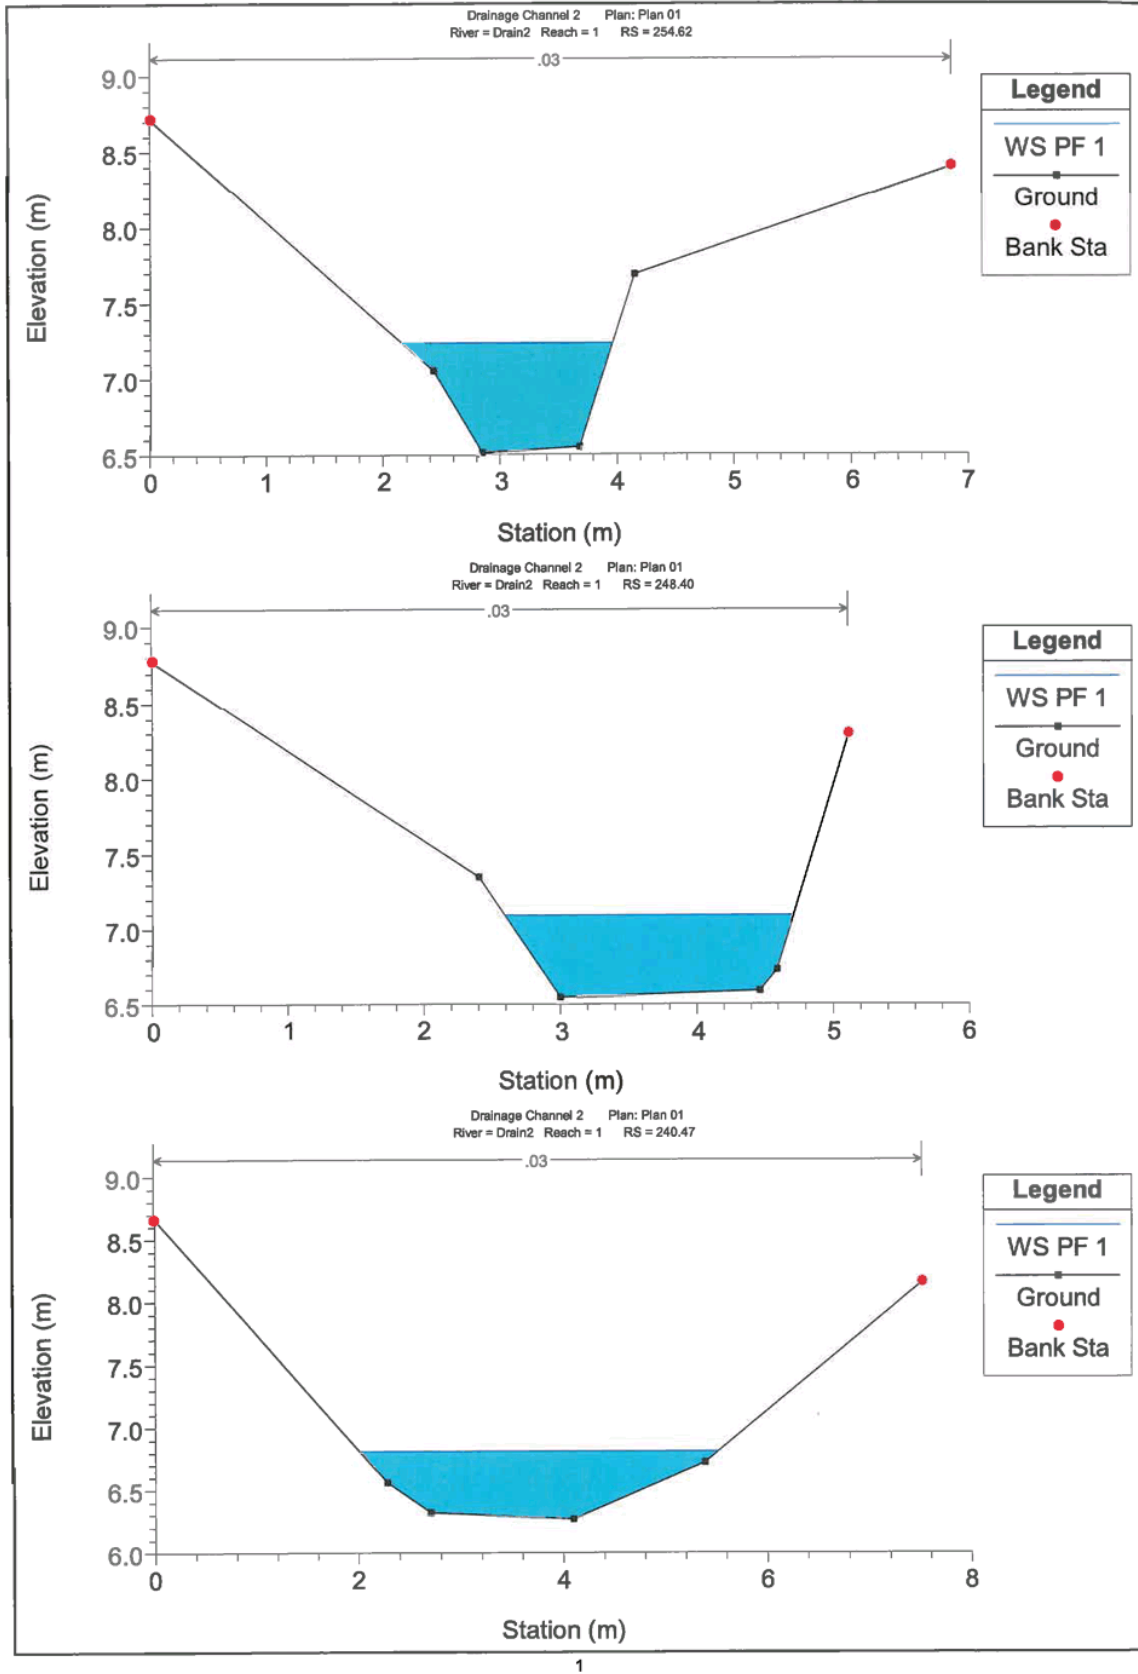 Drainage Channel 2 Plan: Plan 01
River = Drain2 Reach = 1 RS = 254.62
.03
9.0
8.5
8.0
7.5
7.0
6.5
0 1 2 3 4 5 6 7
Elevation (m)
Station (m)
Legend
WS PF 1
Ground
Bank Sta
Drainage Channel 2 Plan: Plan 01
River = Drain2 Reach = 1 RS = 248.40
.03
9.0
8.5
8.0
7.5
7.0
6.5
0 1 2 3 4 5 6
Elevation (m)
Station (m)
Legend
WS PF 1
Ground
Bank Sta
Drainage Channel 2 Plan: Plan 01
River = Drain2 Reach = 1 RS = 240.47
.03
9.0
8.5
8.0
7.5
7.0
6.5
6.0
0 2 4 6 8
Elevation (m)
Station (m)
Legend
WS PF 1
Ground
Bank Sta
1